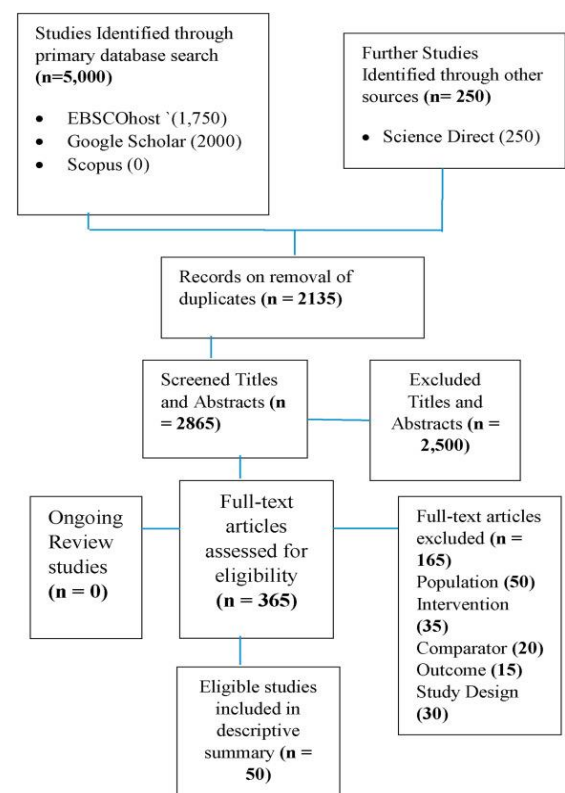 Studies Identified through
primary database search
(n=5,000)
• EBSCOhost `(1,750)
• Google Scholar (2000)
• Scopus (0)
Further Studies
Identified through other
sources (n= 250)
• Science Direct (250)
Records on removal of
duplicates (n = 2135)
Screened Titles
and Abstracts (n
= 2865)
Excluded
Titles and
Abstracts (n =
2,500)
Ongoing
Review
studies
(n = 0)
Full-text
articles
assessed for
eligibility
(n = 365)
Full-text articles
excluded (n =
165)
Population (50)
Intervention
(35)
Comparator (20)
Outcome (15)
Study Design
(30)
Eligible studies
included in
descriptive
summary (n =
50)